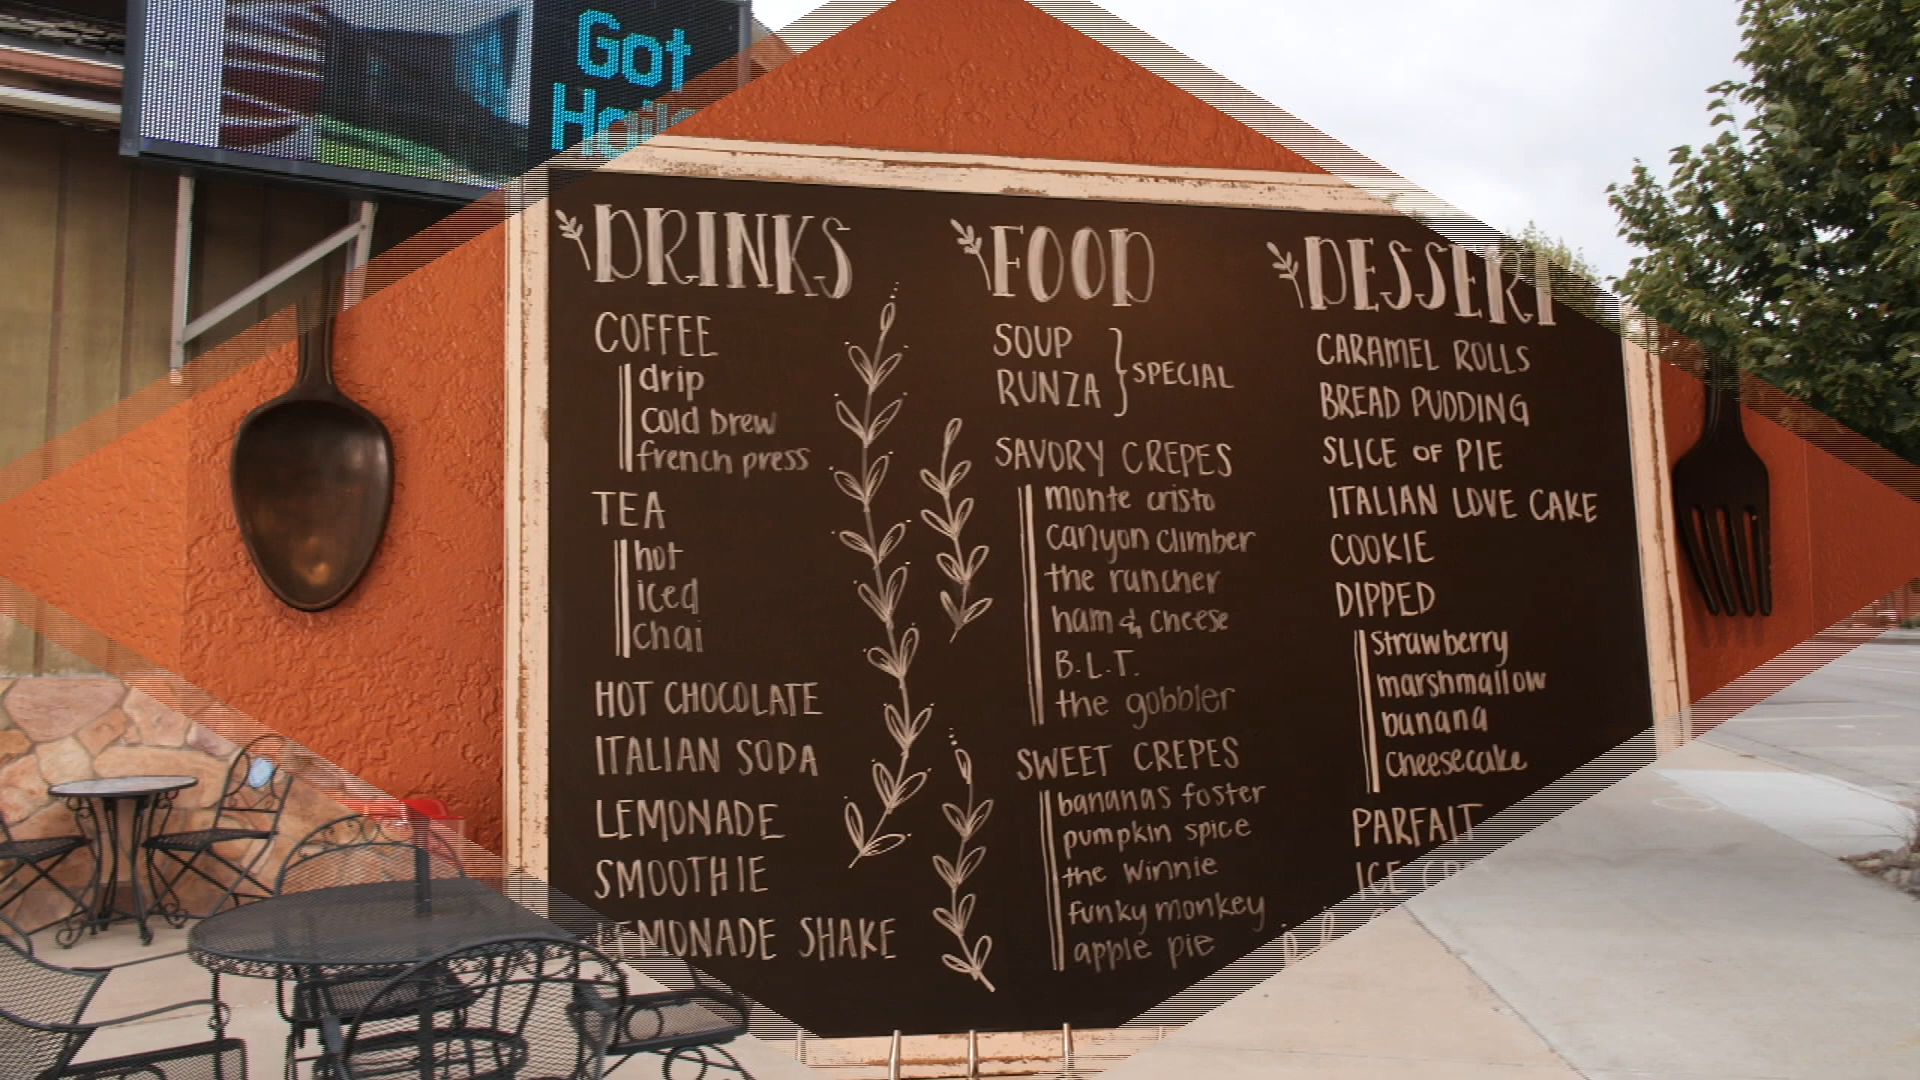 Got
DRINKS
COFFEE
drip
cold brew
french press
TEA
hot
iced
chai
HOT CHOCOLATE
ITALIAN SODA
LEMONADE
SMOOTHIE
LEMONADE SHAKE
FOOD
SOUP
RUNZA
SPECIAL
SAVORY CREPES
monte cristo
canyon climber
the rancher
ham & cheese
B.L.T.
the gobbler
SWEET CREPES
bananas foster
pumpkin spice
the winnie
funky monkey
apple pie
DESSERT
CARAMEL ROLLS
BREAD PUDDING
SLICE OF PIE
ITALIAN LOVE CAKE
COOKIE
DIPPED
strawberry
marshmallow
banana
cheesecake
PARFAIT
ICE